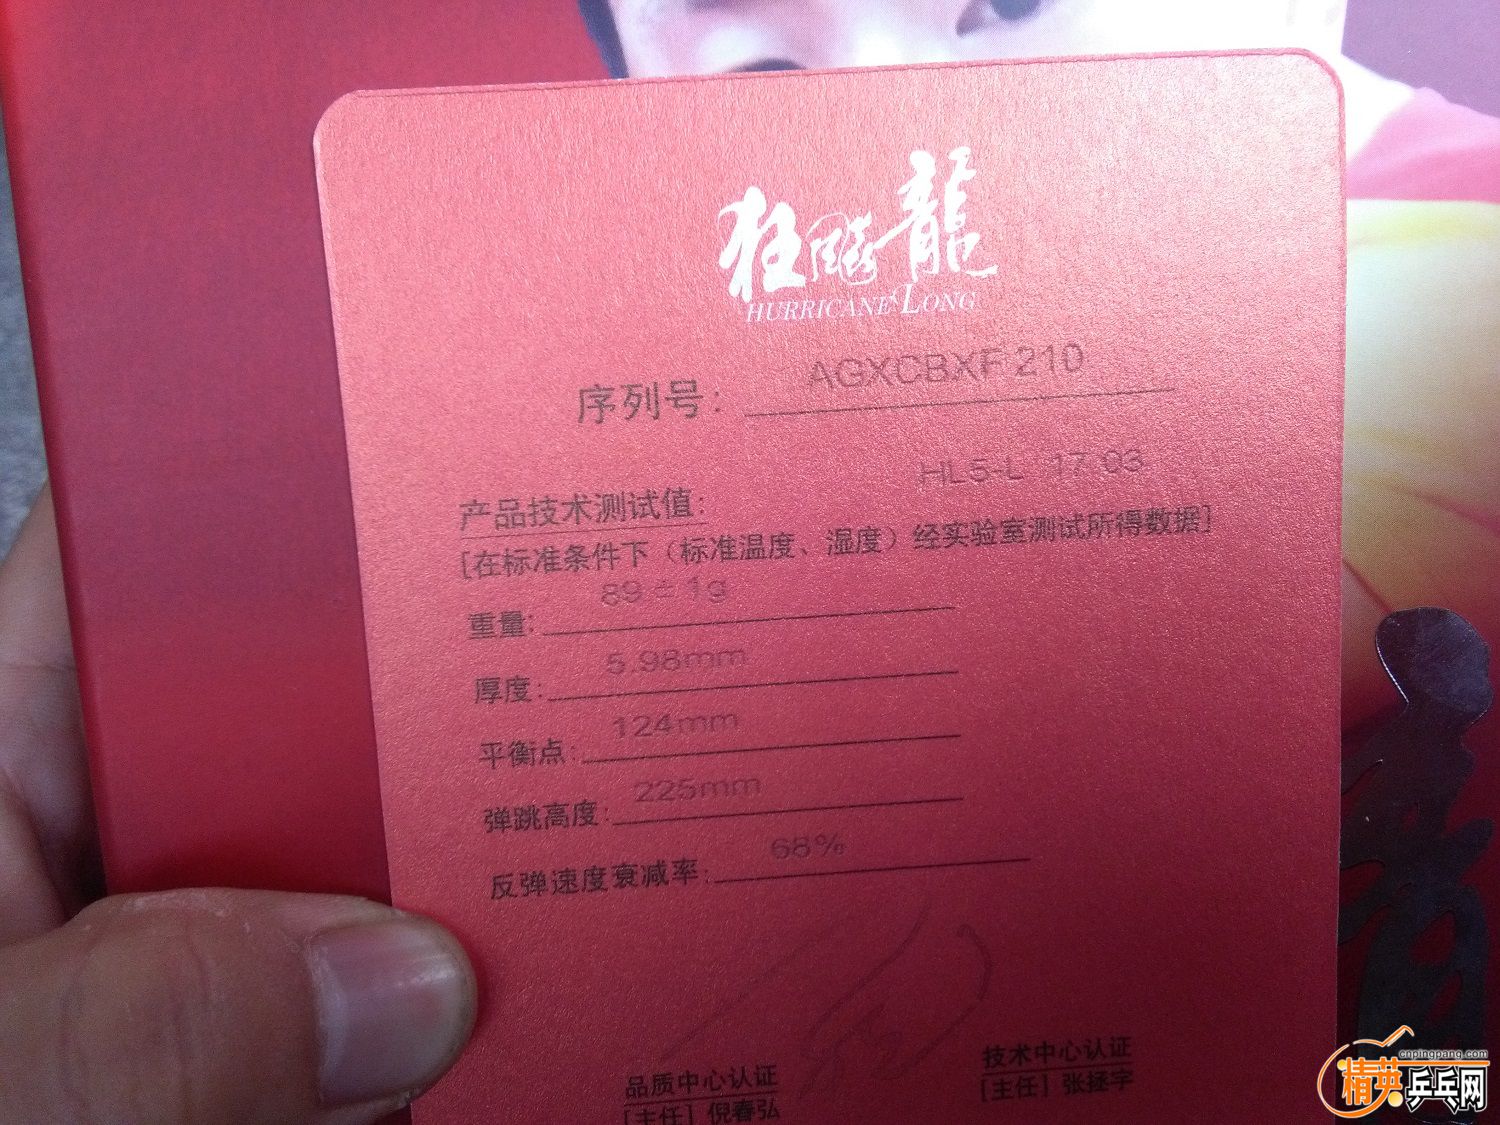 狂飚龍
HURRICANE LONG
序列号: AGXCBXF 210
HL5-L 17 03
产品技术测试值:
[在标准条件下（标准温度、湿度）经实验室测试所得数据]
重量: 89 ± 1g
厚度: 5.98mm
平衡点: 124mm
弹跳高度: 225mm
反弹速度衰减率: 68%
品质中心认证
[主任] 倪春弘
技术中心认证
[主任] 张拯宇
cnpingpang.com
精英乒乓网